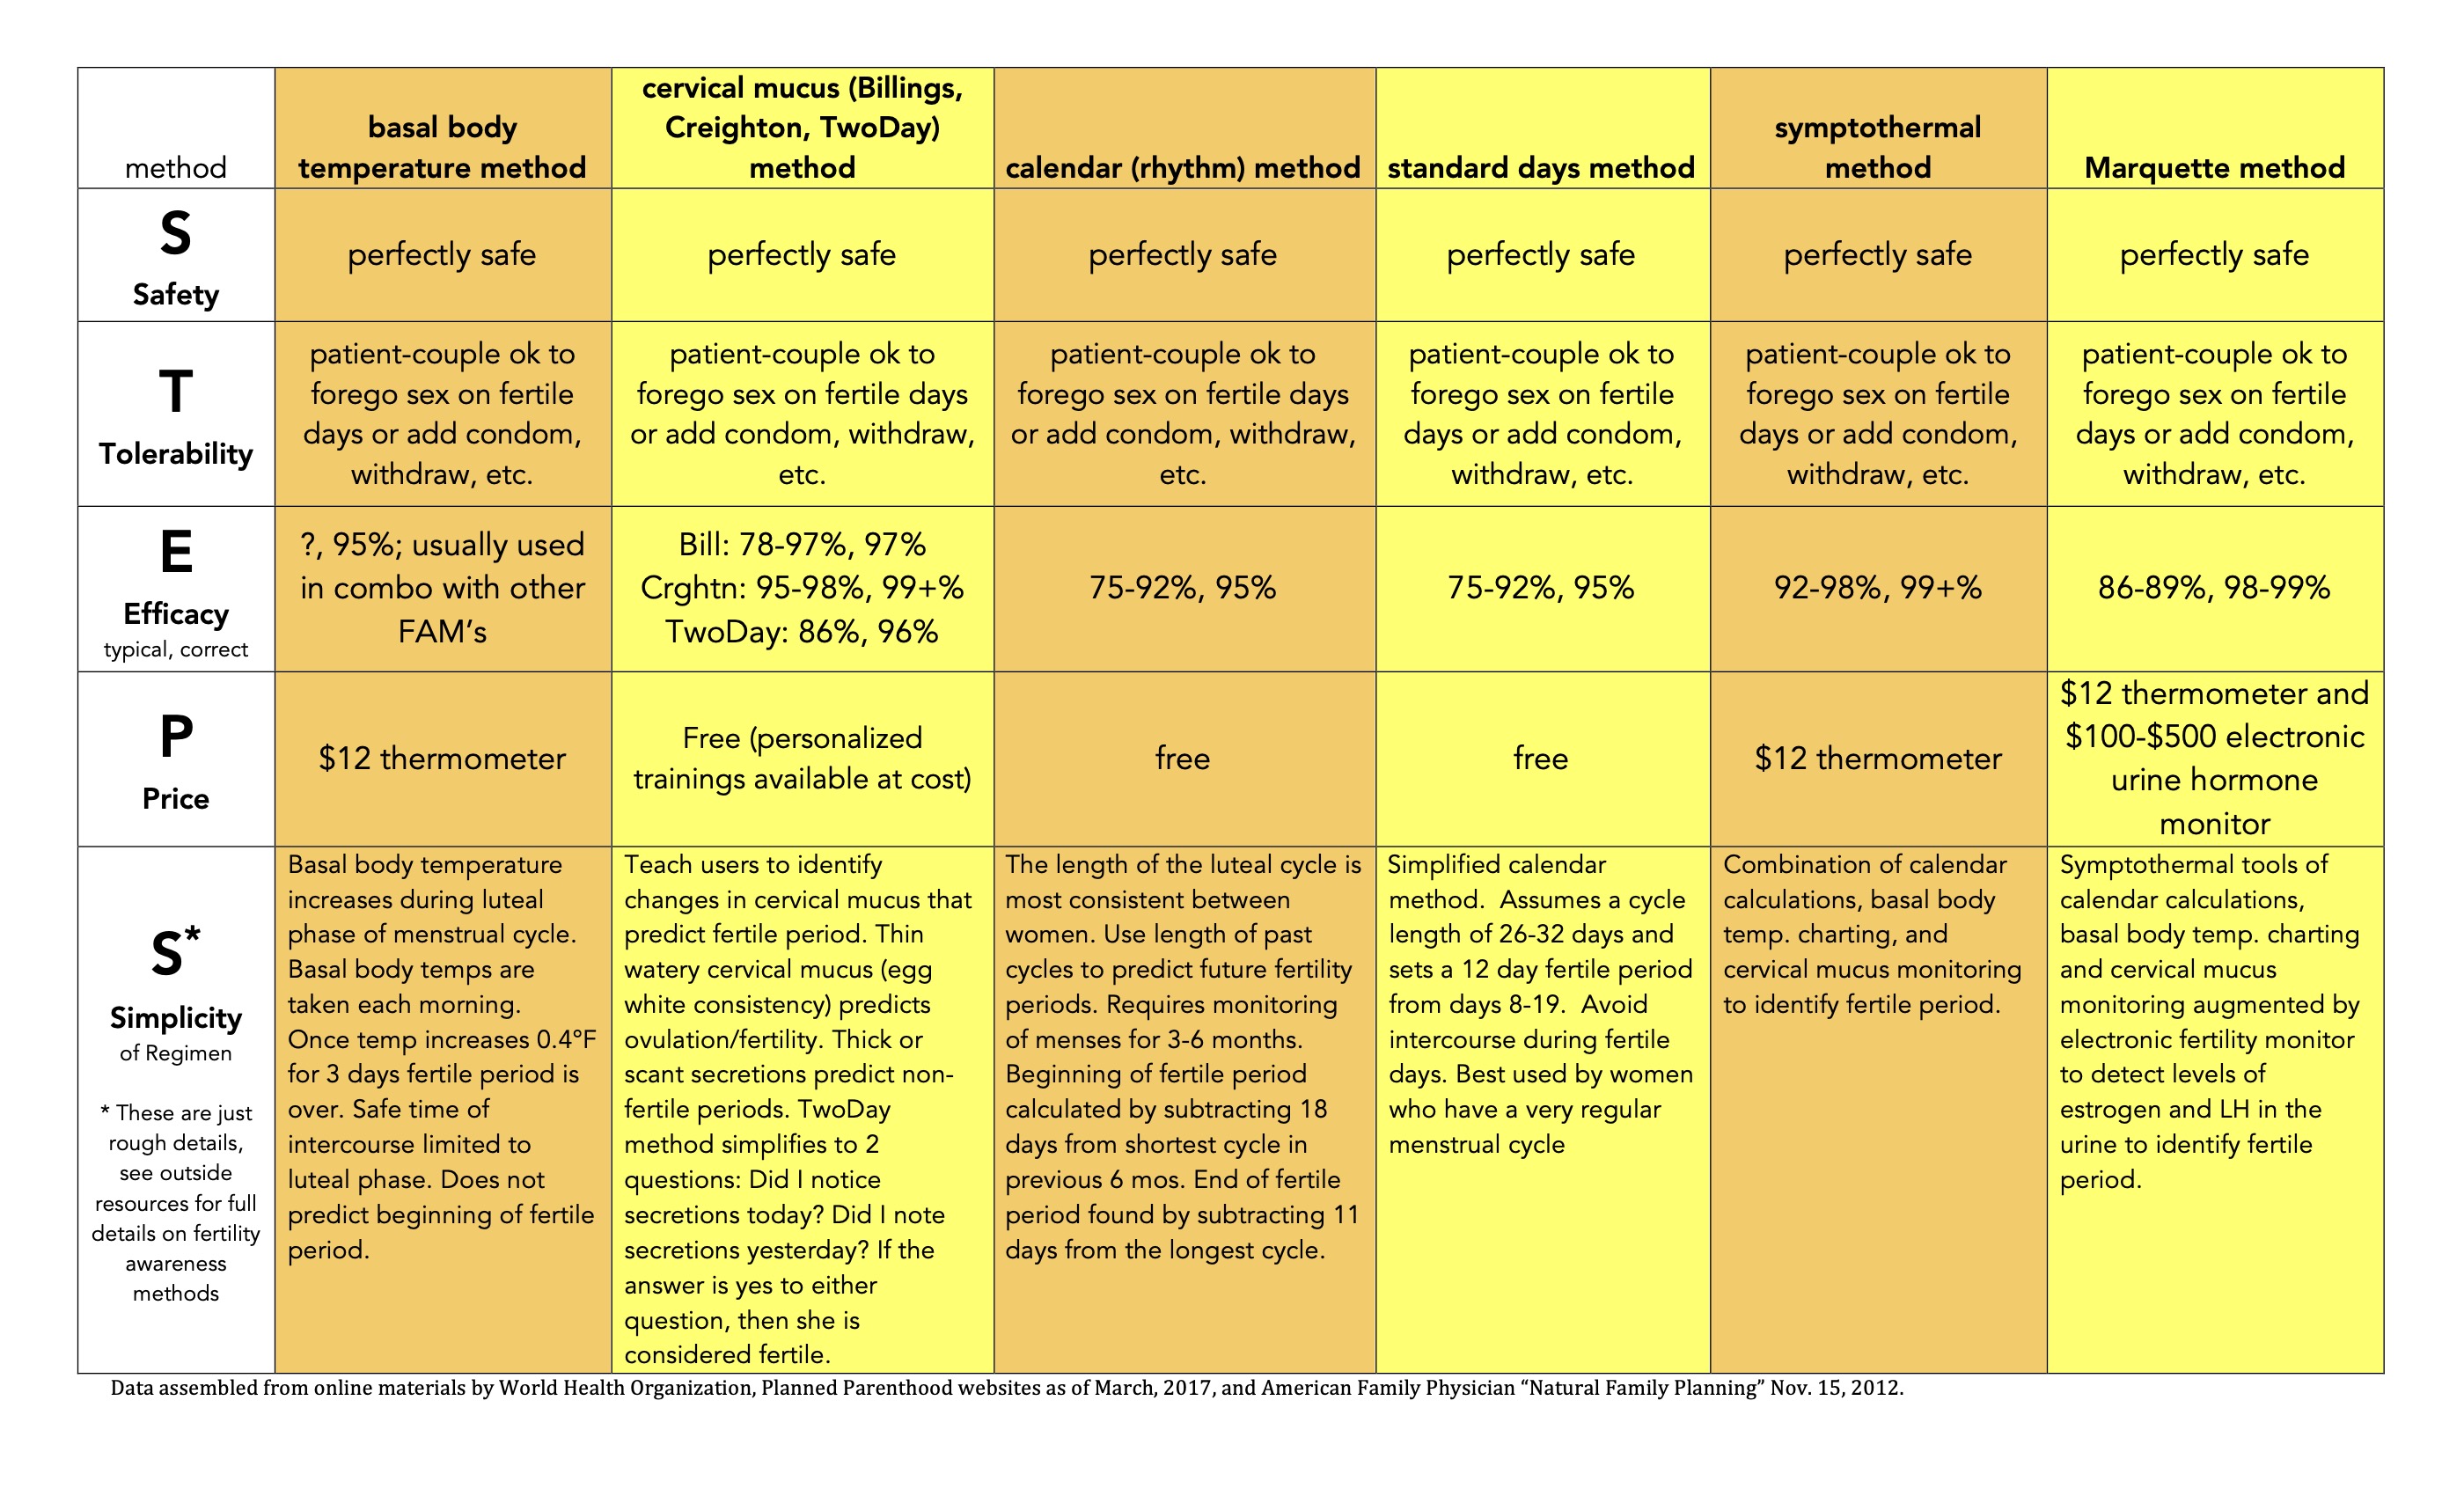 method
basal body
temperature method
cervical mucus (Billings,
Creighton, TwoDay)
method
calendar (rhythm) method
standard days method
symptothermal
method
Marquette method
S
Safety
perfectly safe
perfectly safe
perfectly safe
perfectly safe
perfectly safe
perfectly safe
T
Tolerability
patient-couple ok to
forego sex on fertile
days or add condom,
withdraw, etc.
patient-couple ok to
forego sex on fertile days
or add condom, withdraw,
etc.
patient-couple ok to
forego sex on fertile days
or add condom, withdraw,
etc.
patient-couple ok to
forego sex on fertile
days or add condom,
withdraw, etc.
patient-couple ok to
forego sex on fertile
days or add condom,
withdraw, etc.
patient-couple ok to
forego sex on fertile
days or add condom,
withdraw, etc.
E
Efficacy
typical, correct
?, 95%; usually used
in combo with other
FAM’s
Bill: 78-97%, 97%
Crghtn: 95-98%, 99+%
TwoDay: 86%, 96%
75-92%, 95%
75-92%, 95%
92-98%, 99+%
86-89%, 98-99%
P
Price
$12 thermometer
Free (personalized
trainings available at cost)
free
free
$12 thermometer
$12 thermometer and
$100-$500 electronic
urine hormone
monitor
S*
Simplicity
of Regimen
* These are just
rough details,
see outside
resources for full
details on fertility
awareness
methods
Basal body temperature
increases during luteal
phase of menstrual cycle.
Basal body temps are
taken each morning.
Once temp increases 0.4°F
for 3 days fertile period is
over. Safe time of
intercourse limited to
luteal phase. Does not
predict beginning of fertile
period.
Teach users to identify
changes in cervical mucus that
predict fertile period. Thin
watery cervical mucus (egg
white consistency) predicts
ovulation/fertility. Thick or
scant secretions predict non-
fertile periods. TwoDay
method simplifies to 2
questions: Did I notice
secretions today? Did I note
secretions yesterday? If the
answer is yes to either
question, then she is
considered fertile.
The length of the luteal cycle is
most consistent between
women. Use length of past
cycles to predict future fertility
periods. Requires monitoring
of menses for 3-6 months.
Beginning of fertile period
calculated by subtracting 18
days from shortest cycle in
previous 6 mos. End of fertile
period found by subtracting 11
days from the longest cycle.
Simplified calendar
method.  Assumes a cycle
length of 26-32 days and
sets a 12 day fertile period
from days 8-19.  Avoid
intercourse during fertile
days. Best used by women
who have a very regular
menstrual cycle
Combination of calendar
calculations, basal body
temp. charting, and
cervical mucus monitoring
to identify fertile period.
Symptothermal tools of
calendar calculations,
basal body temp. charting
and cervical mucus
monitoring augmented by
electronic fertility monitor
to detect levels of
estrogen and LH in the
urine to identify fertile
period.
Data assembled from online materials by World Health Organization, Planned Parenthood websites as of March, 2017, and American Family Physician “Natural Family Planning” Nov. 15, 2012.